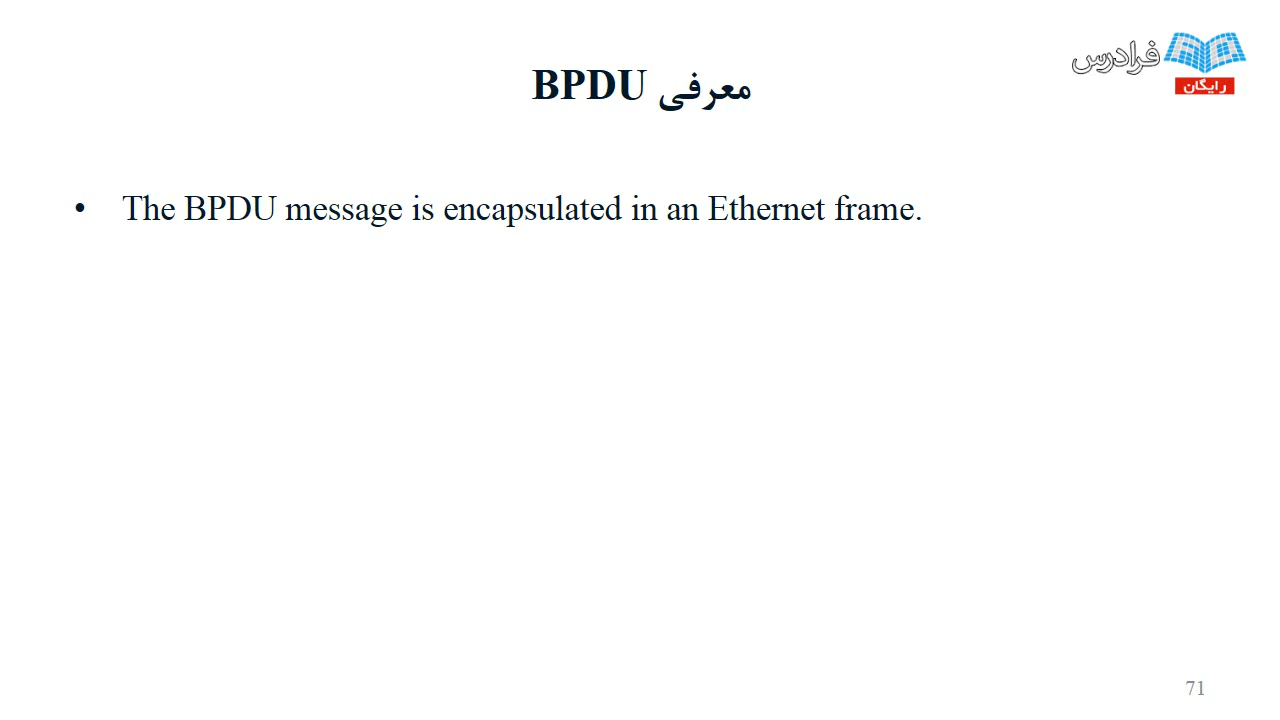 فرادرس
رایگان
معرفی BPDU
• The BPDU message is encapsulated in an Ethernet frame.
71